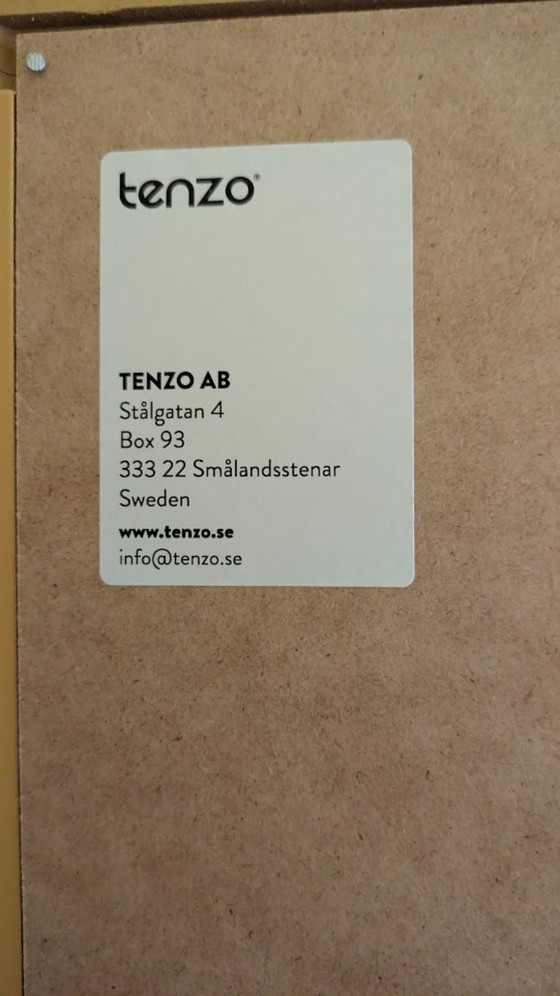 tenzo®
TENZO AB
Stålgatan 4
Box 93
333 22 Smålandsstenar
Sweden
www.tenzo.se
info@tenzo.se